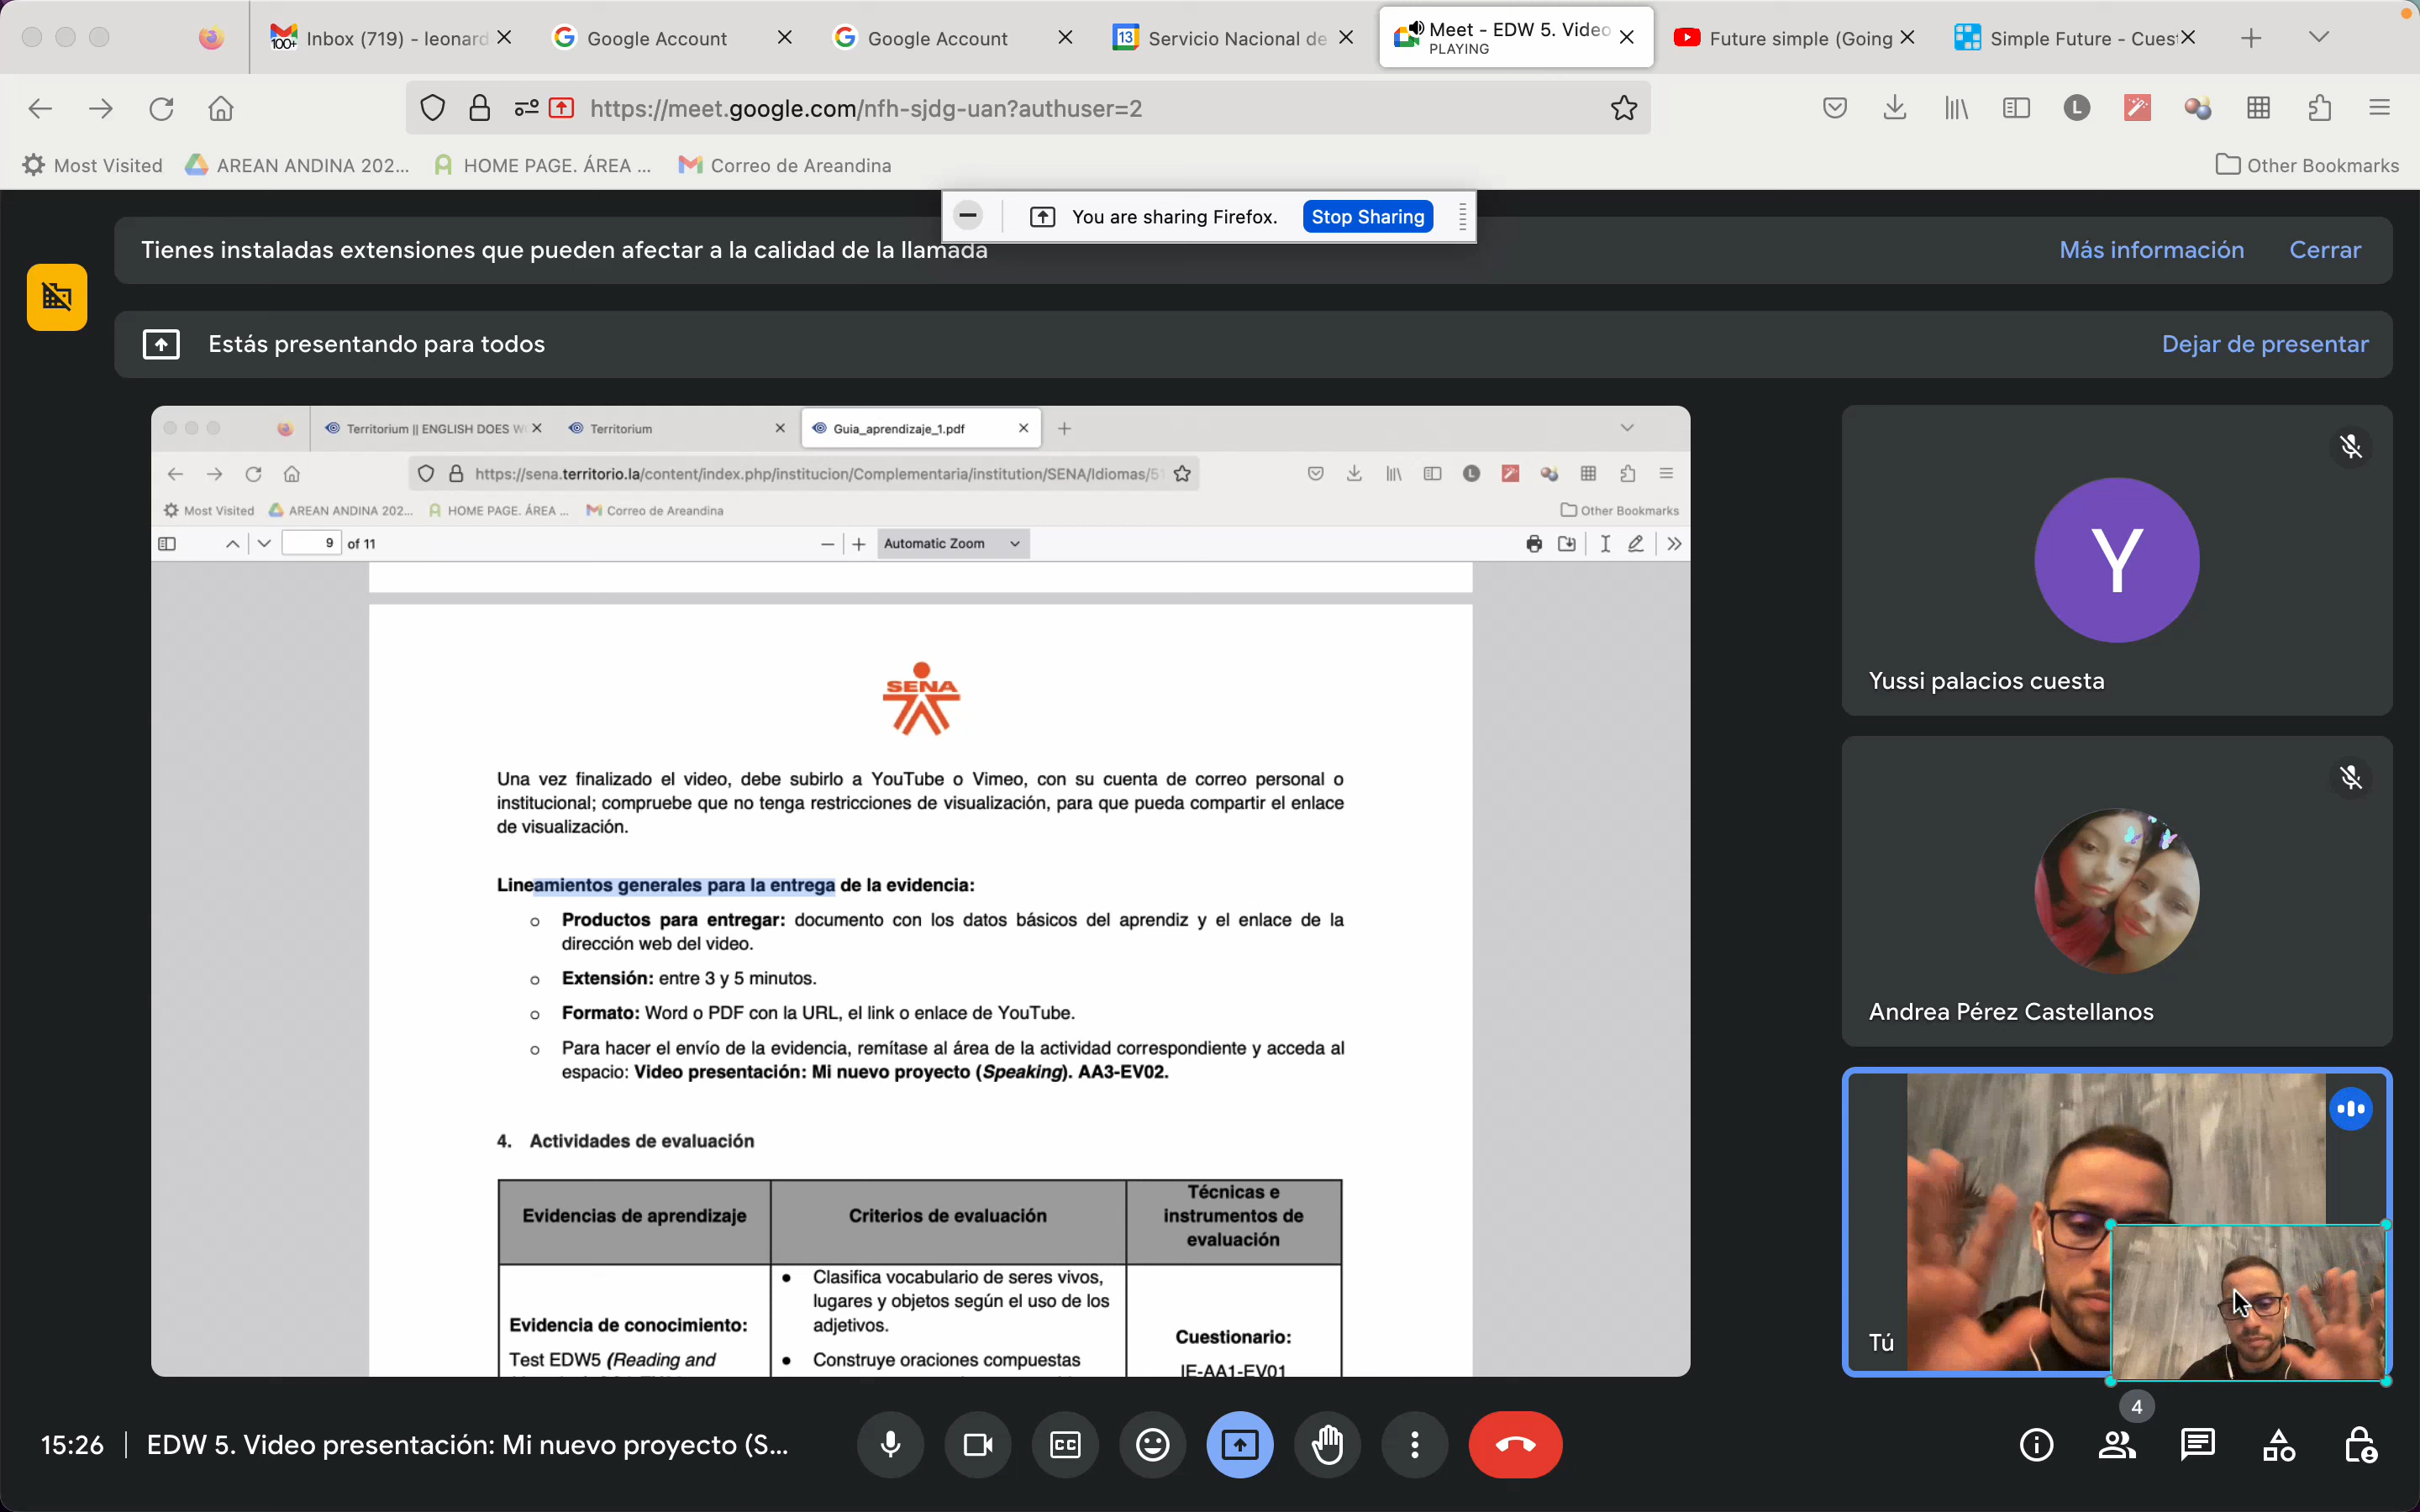 Inbox (719) - leonard
Google Account
Google Account
13
Servicio Nacional de
Meet - EDW 5. Video
PLAYING
Future simple (Going
Simple Future - Cues
https://meet.google.com/nfh-sjdg-uan?authuser=2
L
Most Visited
AREAN ANDINA 202...
HOME PAGE. ÁREA ...
Correo de Areandina
Other Bookmarks
You are sharing Firefox.
Stop Sharing
Tienes instaladas extensiones que pueden afectar a la calidad de la llamada
Más información
Cerrar
Estás presentando para todos
Dejar de presentar
Territorium || ENGLISH DOES W
Territorium
Guia_aprendizaje_1.pdf
https://sena.territorio.la/content/index.php/institucion/Complementaria/institution/SENA/Idiomas/51
L
Most Visited
AREAN ANDINA 202...
HOME PAGE. ÁREA ...
Correo de Areandina
Other Bookmarks
9 of 11
Automatic Zoom
SENA
Una vez finalizado el video, debe subirlo a YouTube o Vimeo, con su cuenta de correo personal o
institucional; compruebe que no tenga restricciones de visualización, para que pueda compartir el enlace
de visualización.
Lineamientos generales para la entrega de la evidencia:
Productos para entregar: documento con los datos básicos del aprendiz y el enlace de la
dirección web del video.
Extensión: entre 3 y 5 minutos.
Formato: Word o PDF con la URL, el link o enlace de YouTube.
Para hacer el envío de la evidencia, remítase al área de la actividad correspondiente y acceda al
espacio: Video presentación: Mi nuevo proyecto (Speaking). AA3-EV02.
4. Actividades de evaluación
Evidencias de aprendizaje
Criterios de evaluación
Técnicas e
instrumentos de
evaluación
Evidencia de conocimiento:
Test EDW5 (Reading and
Clasifica vocabulario de seres vivos,
lugares y objetos según el uso de los
adjetivos.
Construye oraciones compuestas
Cuestionario:
IE-AA1-EV01
Y
Yussi palacios cuesta
Andrea Pérez Castellanos
Tú
15:26
EDW 5. Video presentación: Mi nuevo proyecto (S...
CC
4